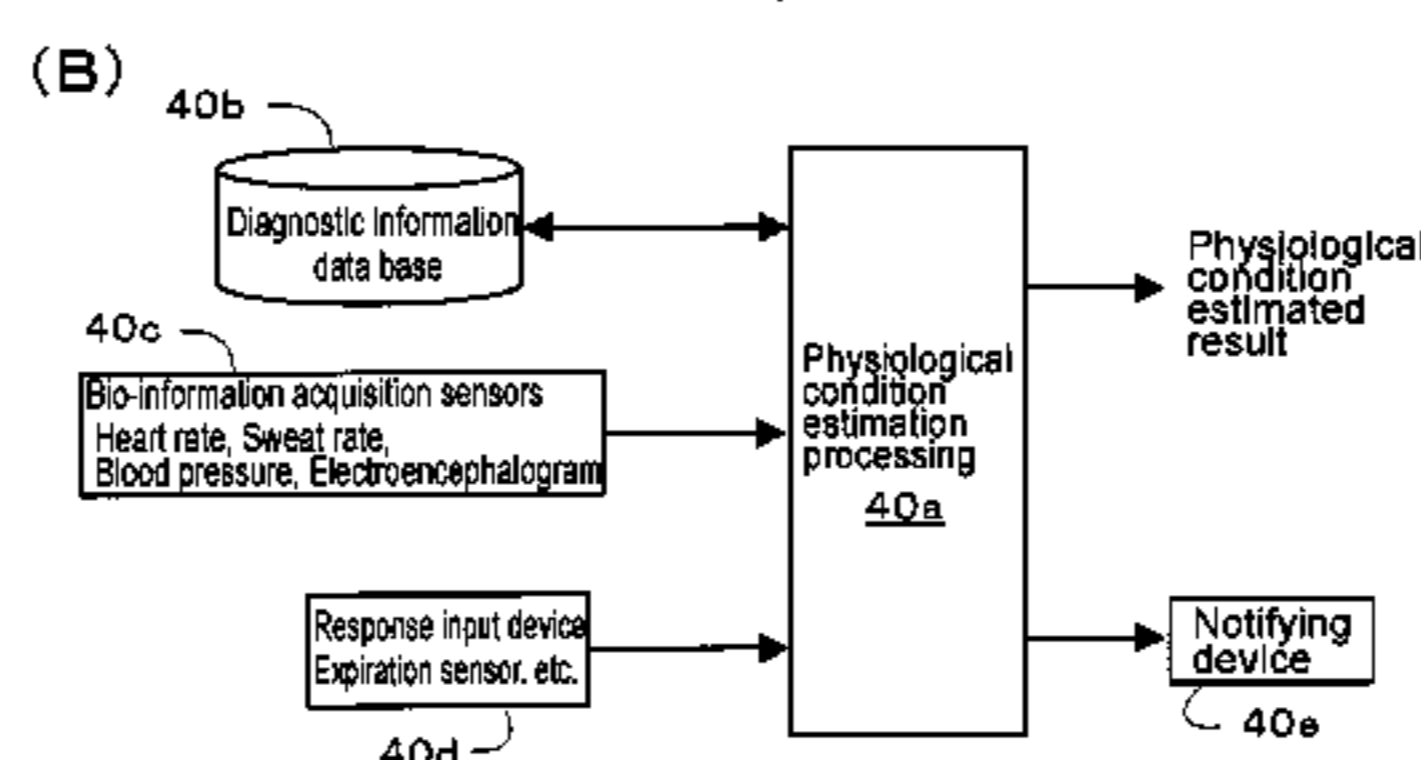 (B)
40b
Diagnostic Information
data base
40c
Bio-information acquisition sensors
Heart rate, Sweat rate,
Blood pressure, Electroencephalogram
Response input device
Expiration sensor. etc.
40d
Physiological
condition
estimation
processing
40a
Physiological
condition
estimated
result
Notifying
device
40e